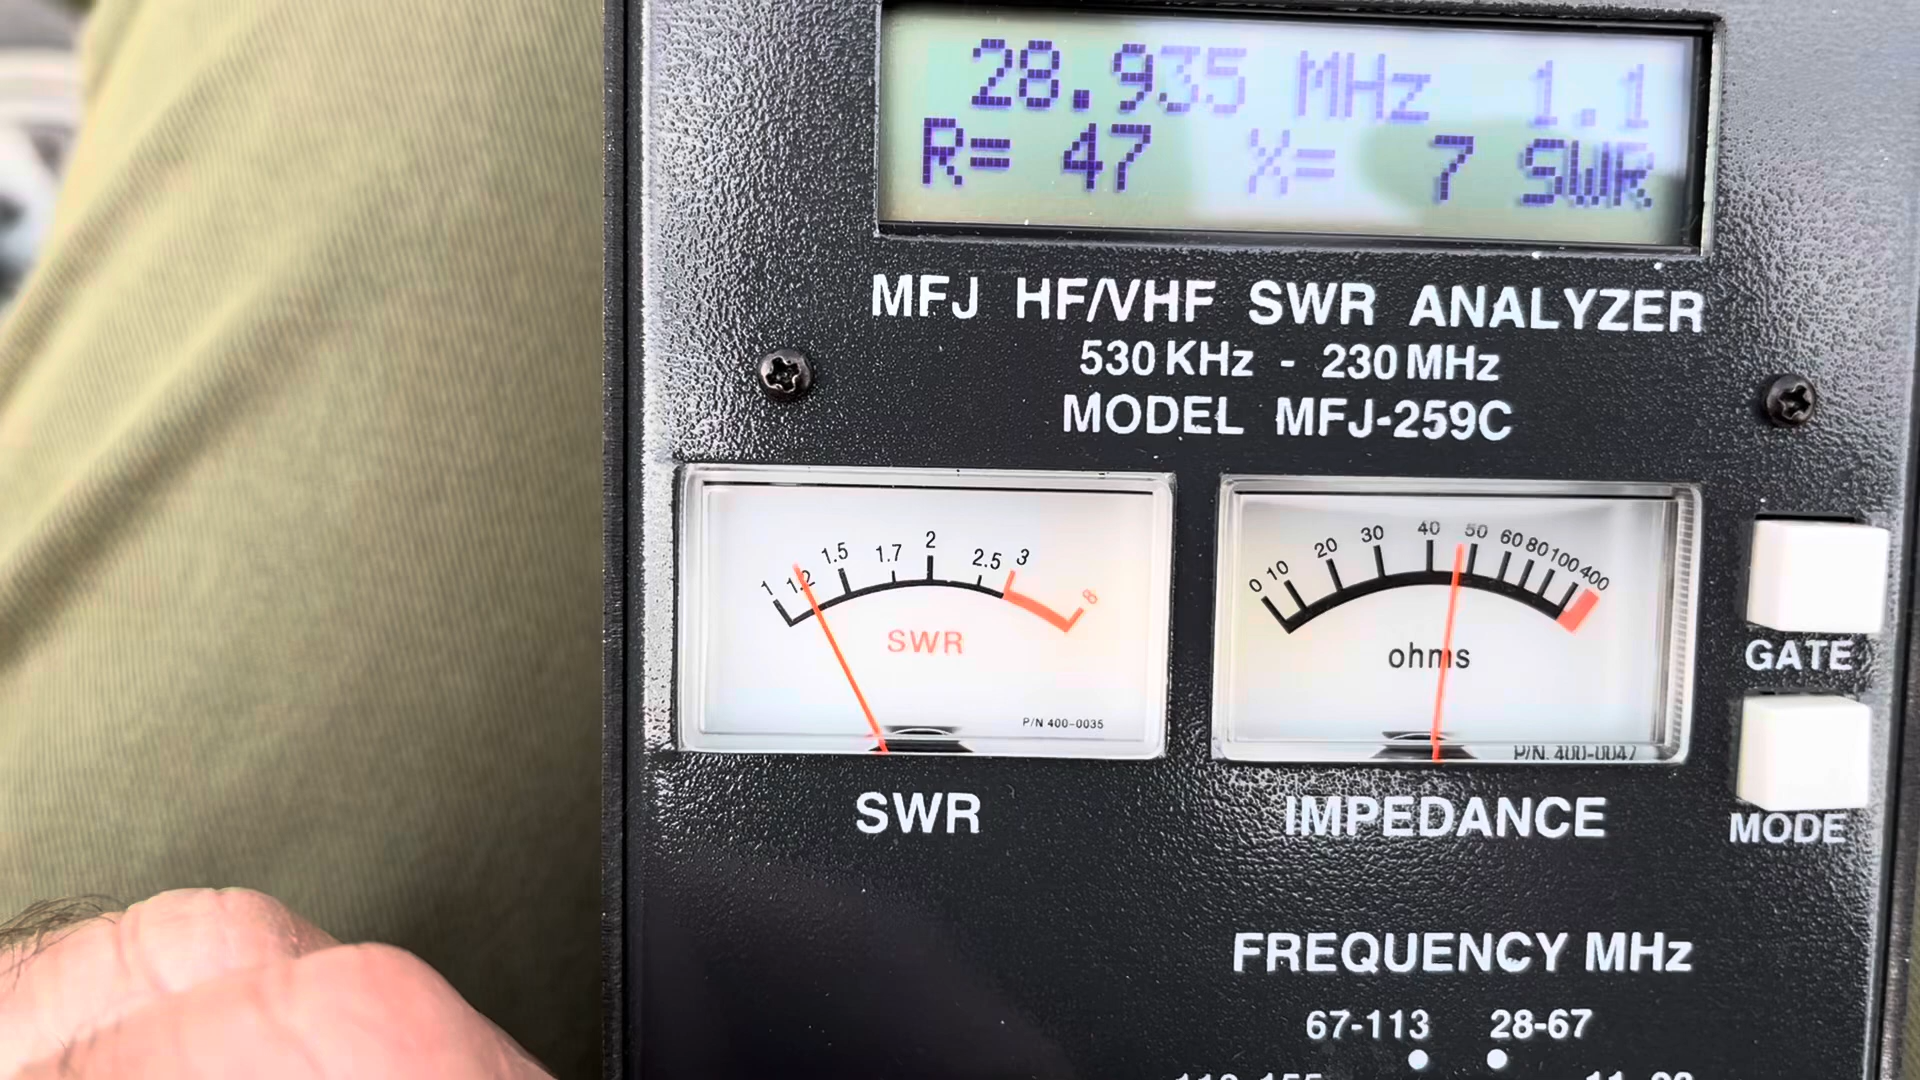 28.935 MHz 1.1
R= 47 X= 7 SWR
MFJ HF/VHF SWR ANALYZER
530 KHz - 230 MHz
MODEL MFJ-259C
1 1.2 1.5 1.7 2 2.5 3 8
SWR
P/N 400-0035
0 10 20 30 40 50 60 80 100 400
ohms
P/N. 400-0047
GATE
MODE
SWR
IMPEDANCE
FREQUENCY MHz
67-113 28-67